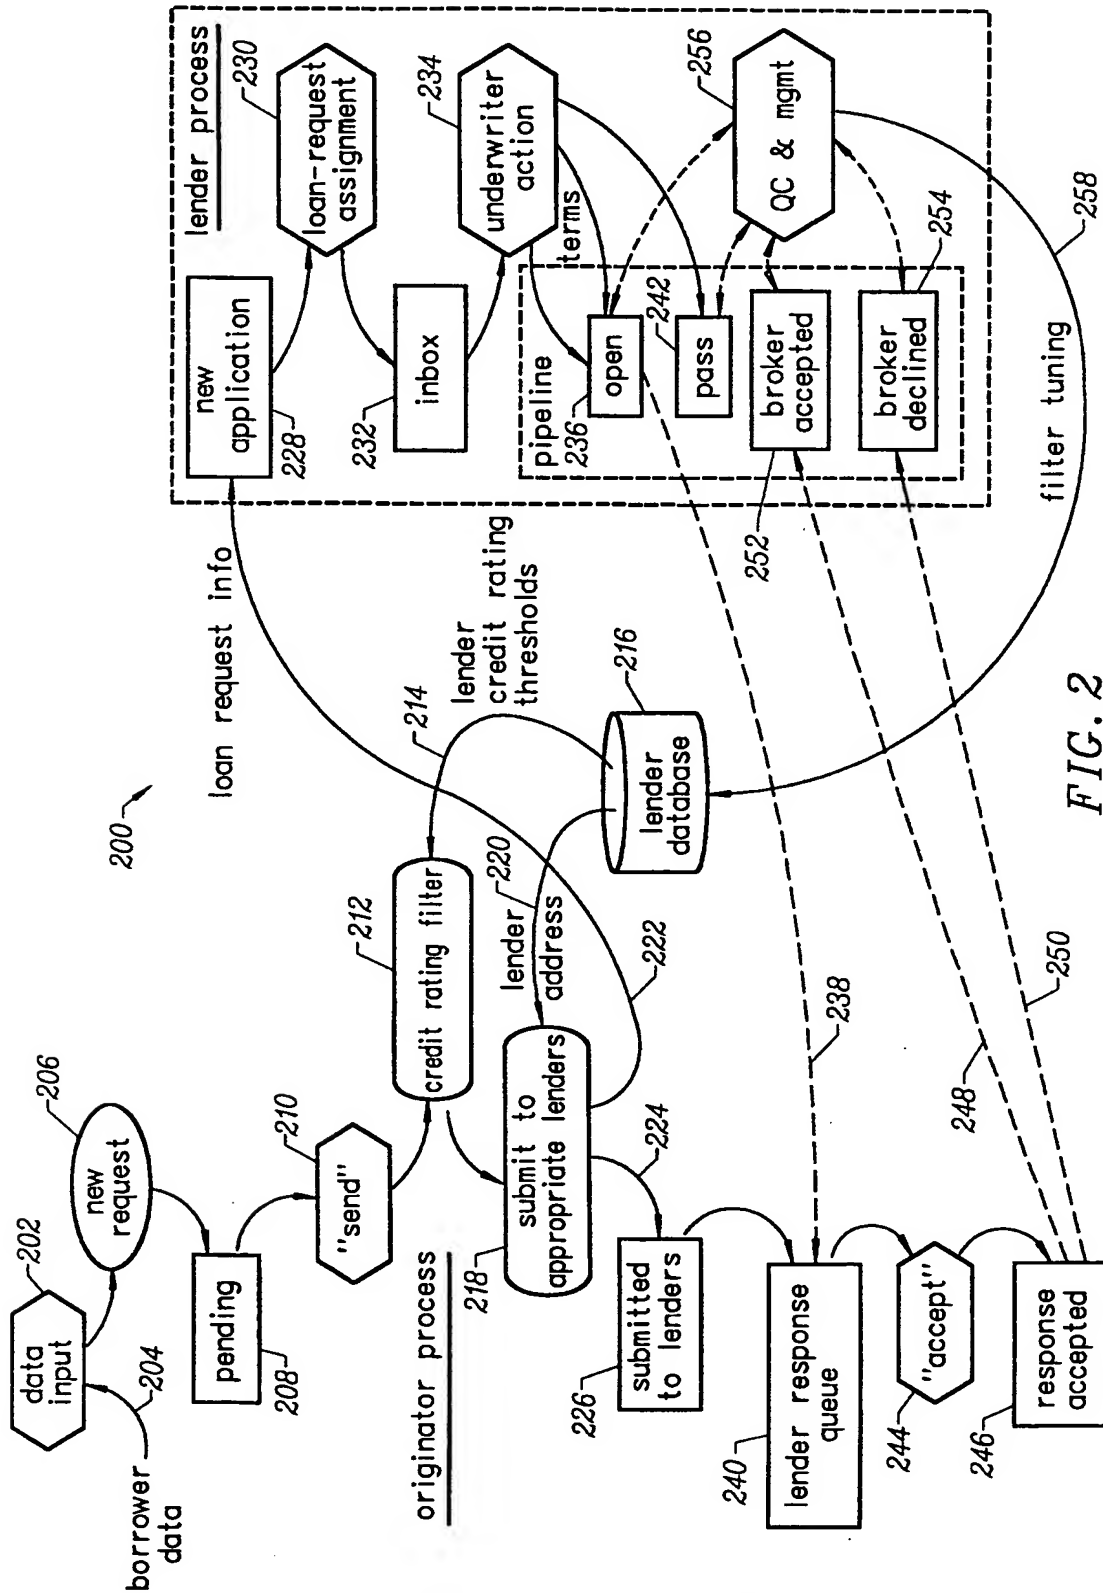 200
borrower
data
204
data
input
202
new
request
206
pending
208
"send"
210
credit rating filter
212
214
lender
credit rating
thresholds
originator process
submit to
appropriate lenders
218
lender
address
220
222
loan request info
lender
database
216
224
submitted
to lenders
226
lender response
queue
240
238
"accept"
244
response
accepted
246
248
250
lender process
new
application
228
loan-request
assignment
230
inbox
232
underwriter
action
234
terms
pipeline
open
236
pass
242
broker
accepted
252
broker
declined
254
QC & mgmt
256
filter tuning
258
FIG. 2